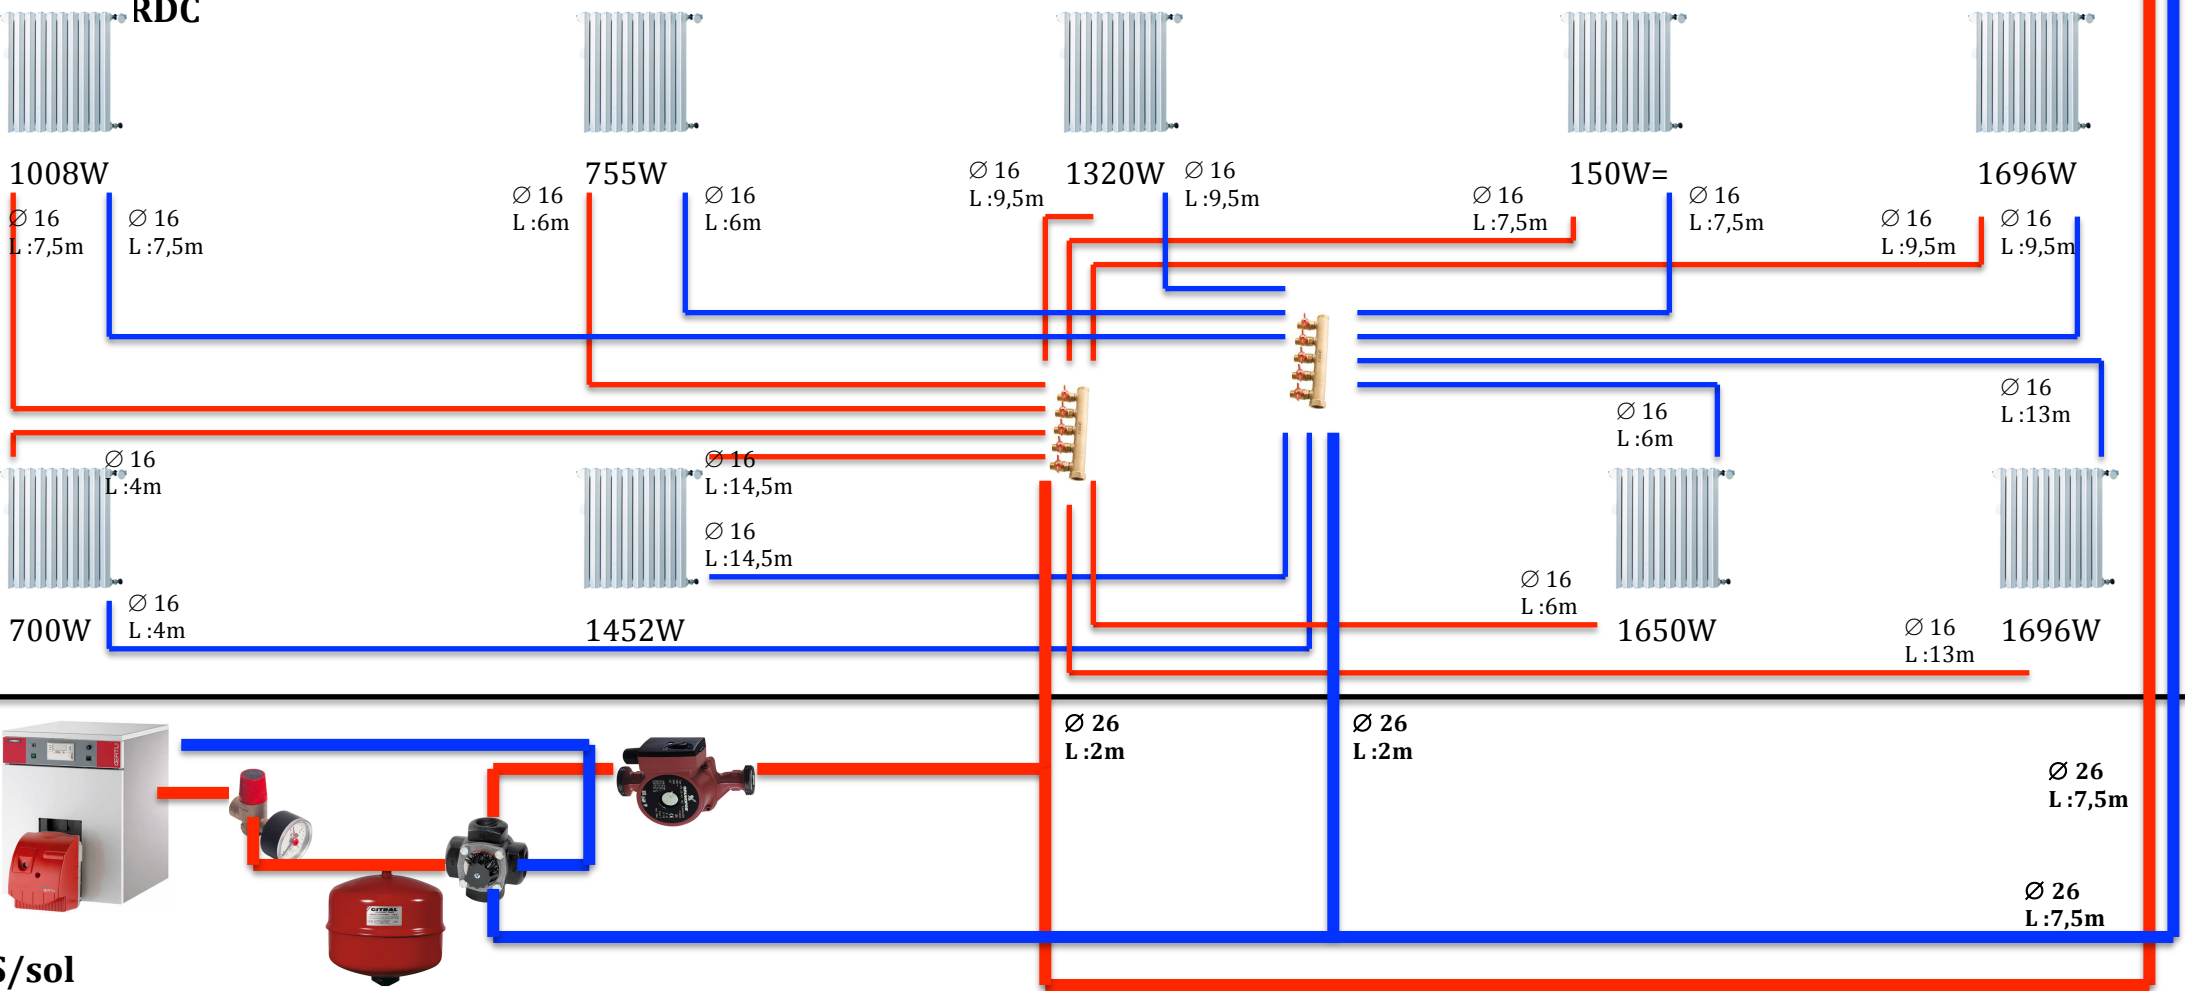 RDC
1008W
755W
1320W
150W=
1696W
∅ 16
L :7,5m
∅ 16
L :7,5m
∅ 16
L :6m
∅ 16
L :6m
∅ 16
L :9,5m
∅ 16
L :9,5m
∅ 16
L :7,5m
∅ 16
L :7,5m
∅ 16
L :9,5m
∅ 16
L :9,5m
∅ 16
L :4m
∅ 16
L :14,5m
∅ 16
L :14,5m
∅ 16
L :6m
∅ 16
L :13m
∅ 16
L :4m
∅ 16
L :6m
∅ 16
L :13m
700W
1452W
1650W
1696W
∅ 26
L :2m
∅ 26
L :2m
∅ 26
L :7,5m
∅ 26
L :7,5m
S/sol